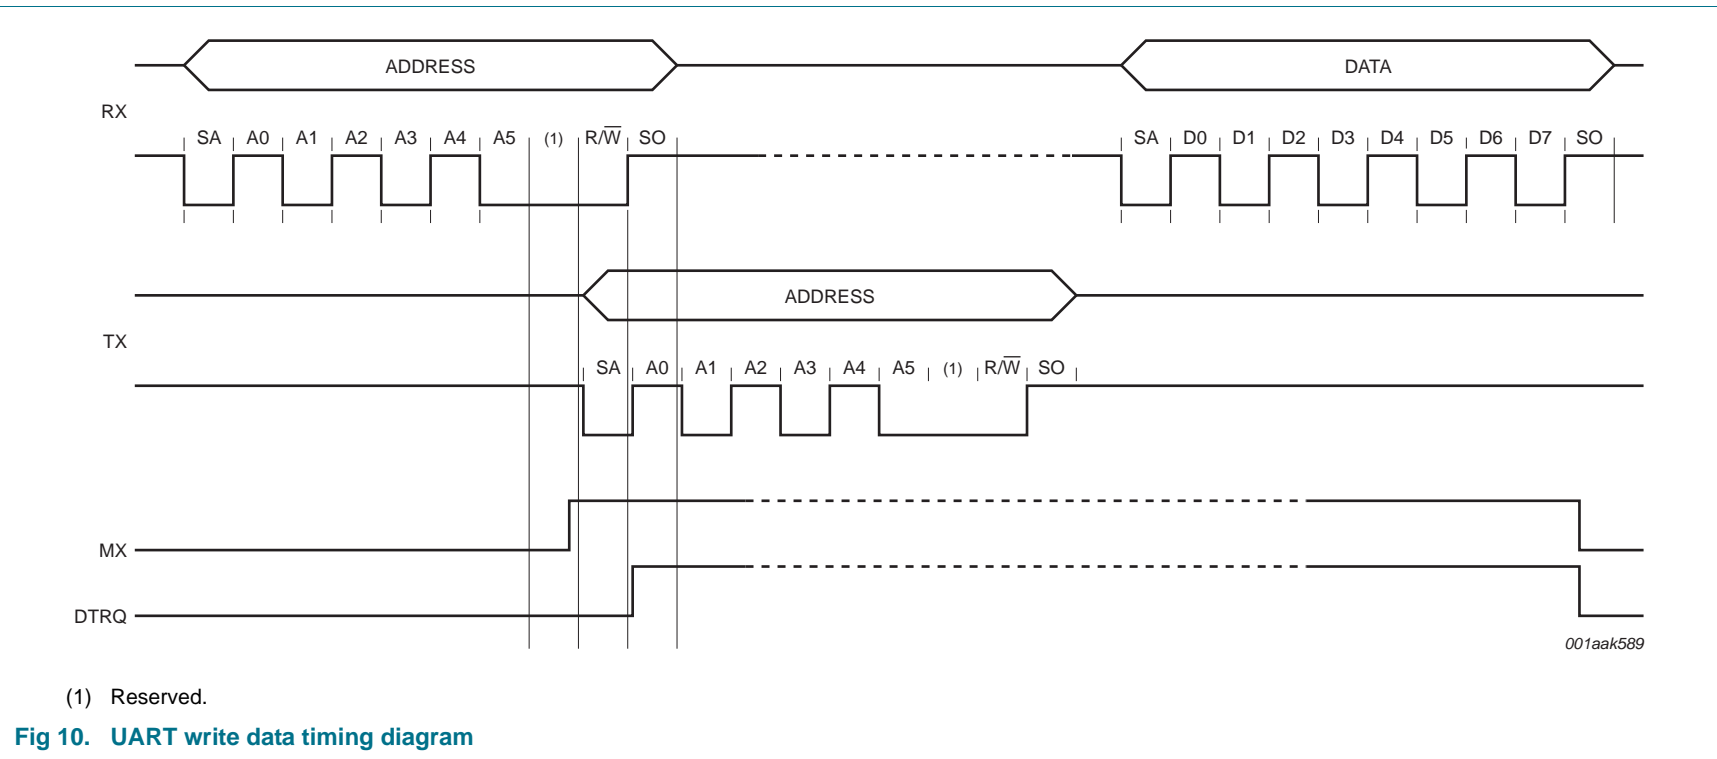 ADDRESS DATA
RX
SA A0 A1 A2 A3 A4 A5 (1) R/W̅ SO SA D0 D1 D2 D3 D4 D5 D6 D7 SO
ADDRESS
TX
SA A0 A1 A2 A3 A4 A5 (1) R/W̅ SO
MX
DTRQ
001aak589
(1) Reserved.
Fig 10. UART write data timing diagram